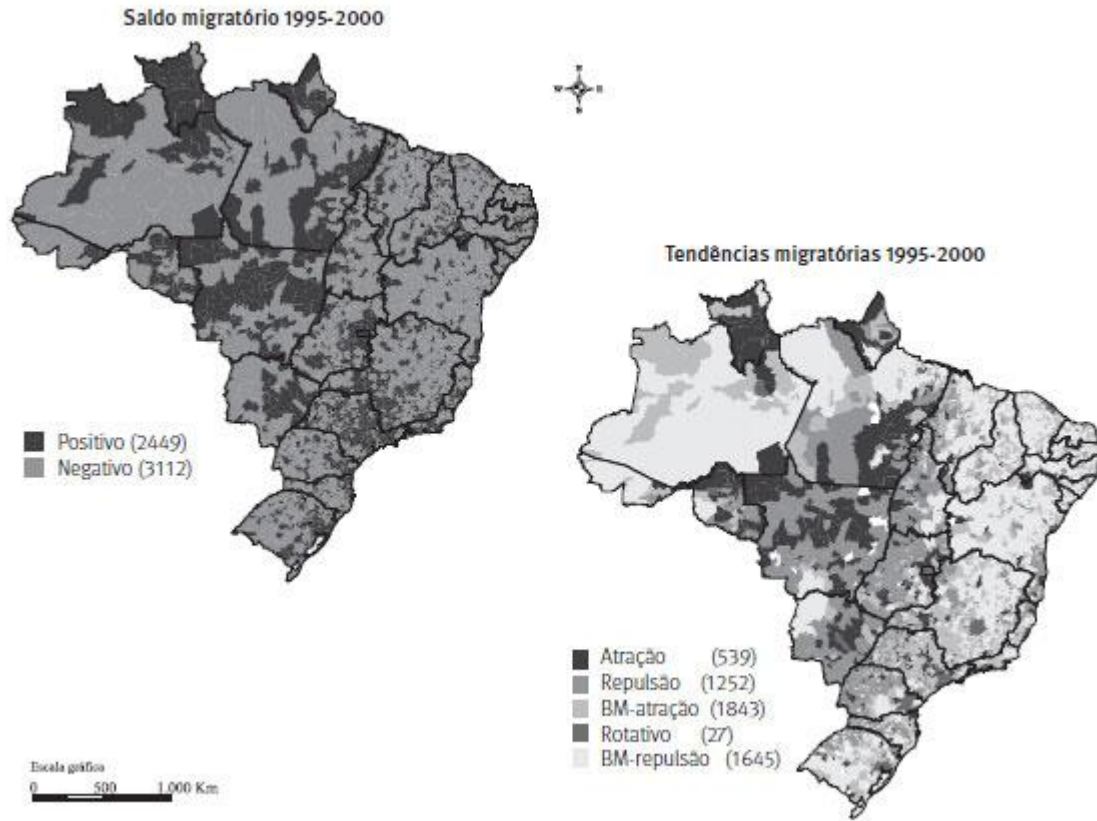 Saldo migratório 1995-2000
N
W
E
S
Tendências migratórias 1995-2000
Positivo (2449)
Negativo (3112)
Atração (539)
Repulsão (1252)
BM-atração (1843)
Rotativo (27)
BM-repulsão (1645)
Escala gráfica
0 500 1.000 Km